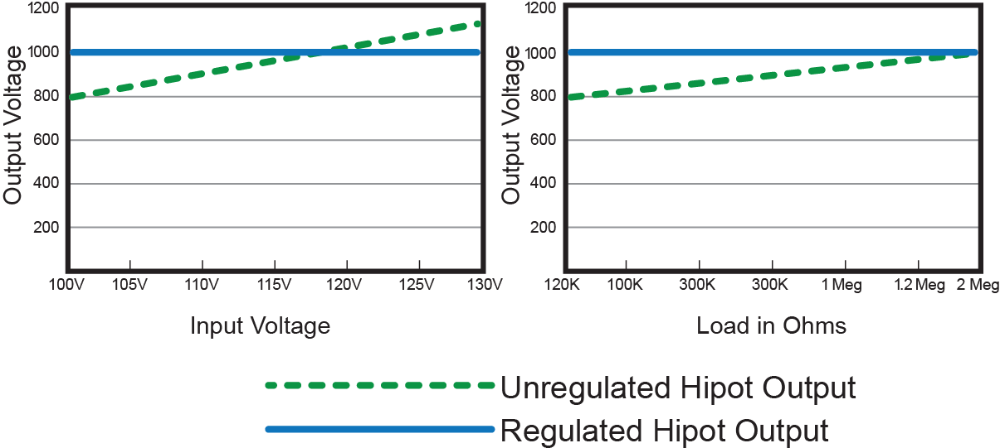 1200
1000
800
600
400
200
Output Voltage
100V 105V 110V 115V 120V 125V 130V
Input Voltage
1200
1000
800
600
400
200
Output Voltage
120K 100K 300K 300K 1 Meg 1.2 Meg 2 Meg
Load in Ohms
Unregulated Hipot Output
Regulated Hipot Output